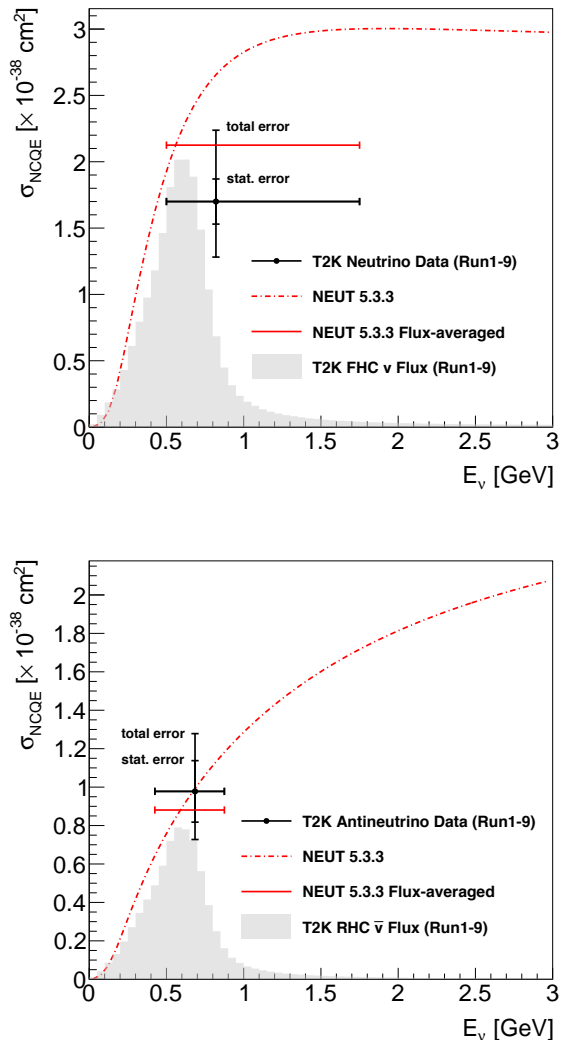 σNCQE [× 10-38 cm2]
3
2.5
2
1.5
1
0.5
0
total error
stat. error
T2K Neutrino Data (Run1-9)
NEUT 5.3.3
NEUT 5.3.3 Flux-averaged
T2K FHC ν Flux (Run1-9)
0 0.5 1 1.5 2 2.5 3
Eν [GeV]
σNCQE [× 10-38 cm2]
2
1.8
1.6
1.4
1.2
1
0.8
0.6
0.4
0.2
0
total error
stat. error
T2K Antineutrino Data (Run1-9)
NEUT 5.3.3
NEUT 5.3.3 Flux-averaged
T2K RHC ν̅ Flux (Run1-9)
0 0.5 1 1.5 2 2.5 3
Eν [GeV]